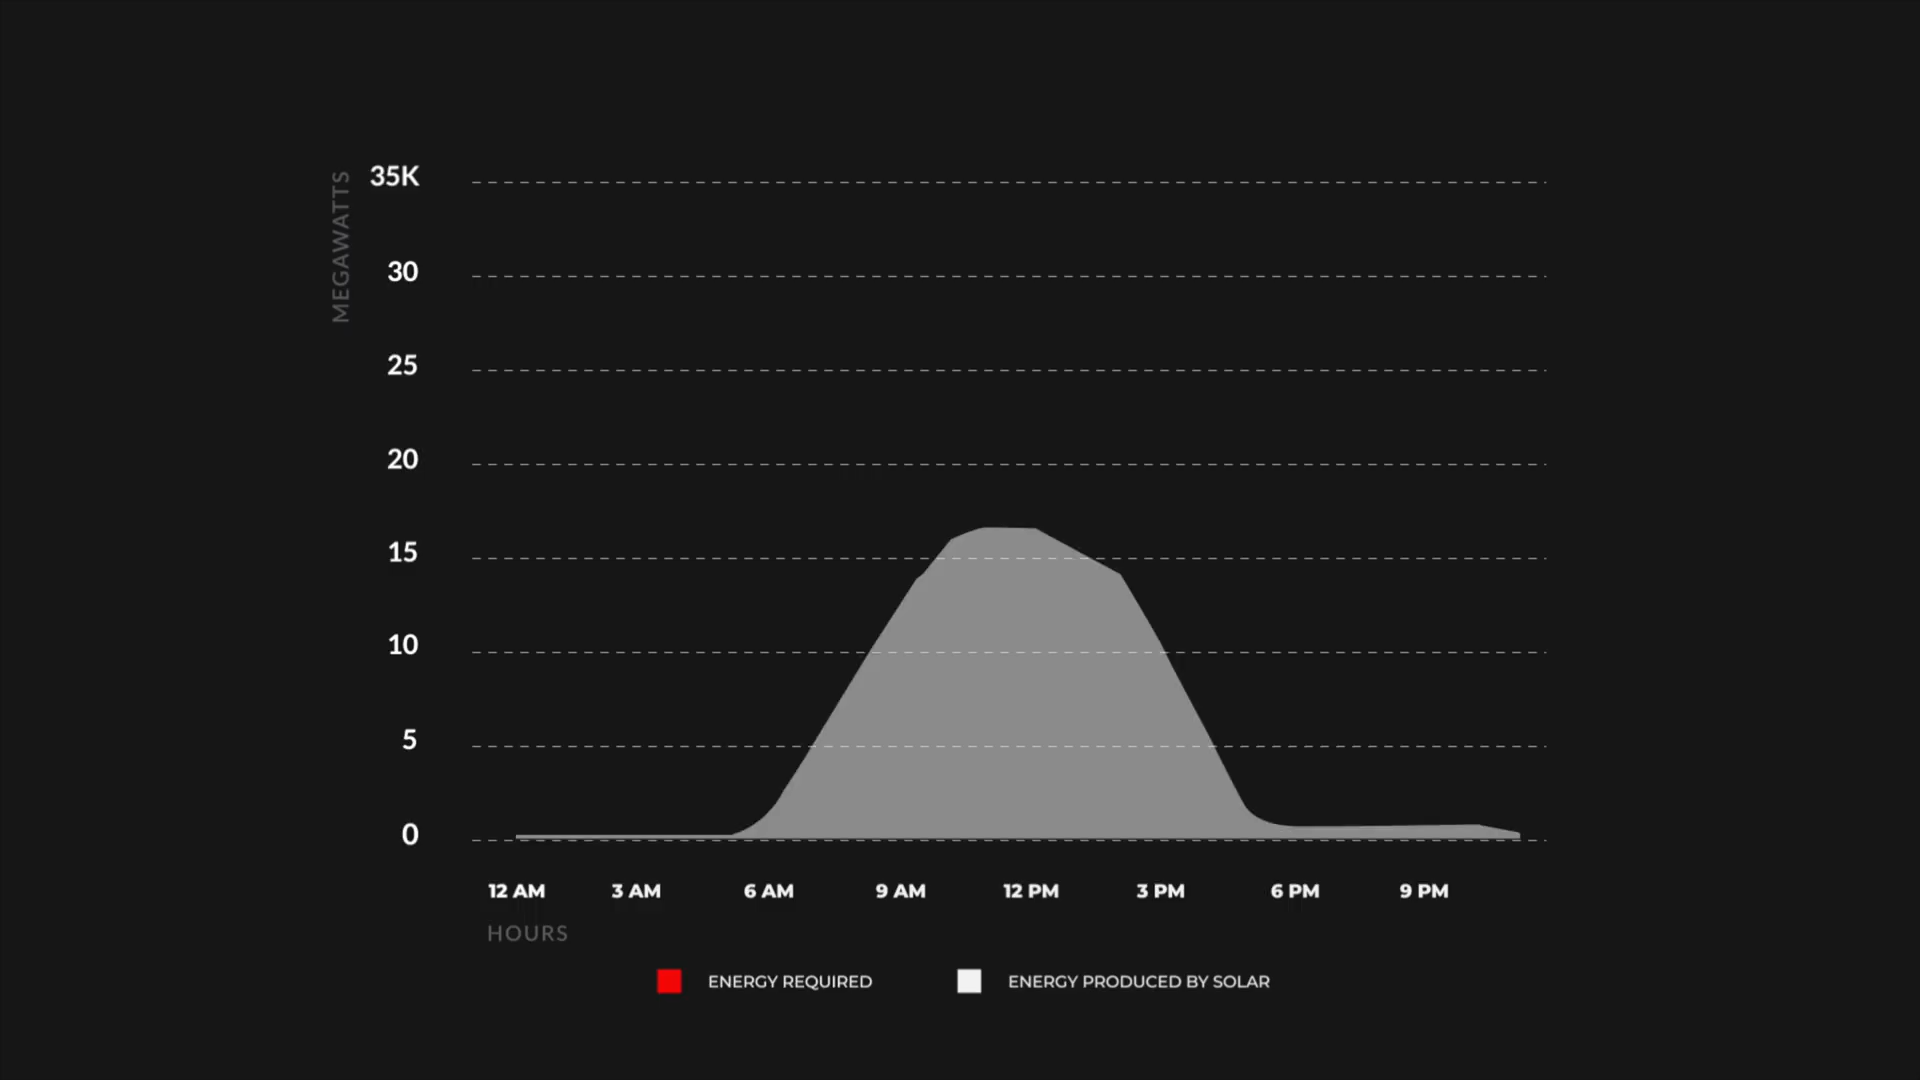 MEGAWATTS
35K
30
25
20
15
10
5
0
12 AM 3 AM 6 AM 9 AM 12 PM 3 PM 6 PM 9 PM
HOURS
ENERGY REQUIRED ENERGY PRODUCED BY SOLAR